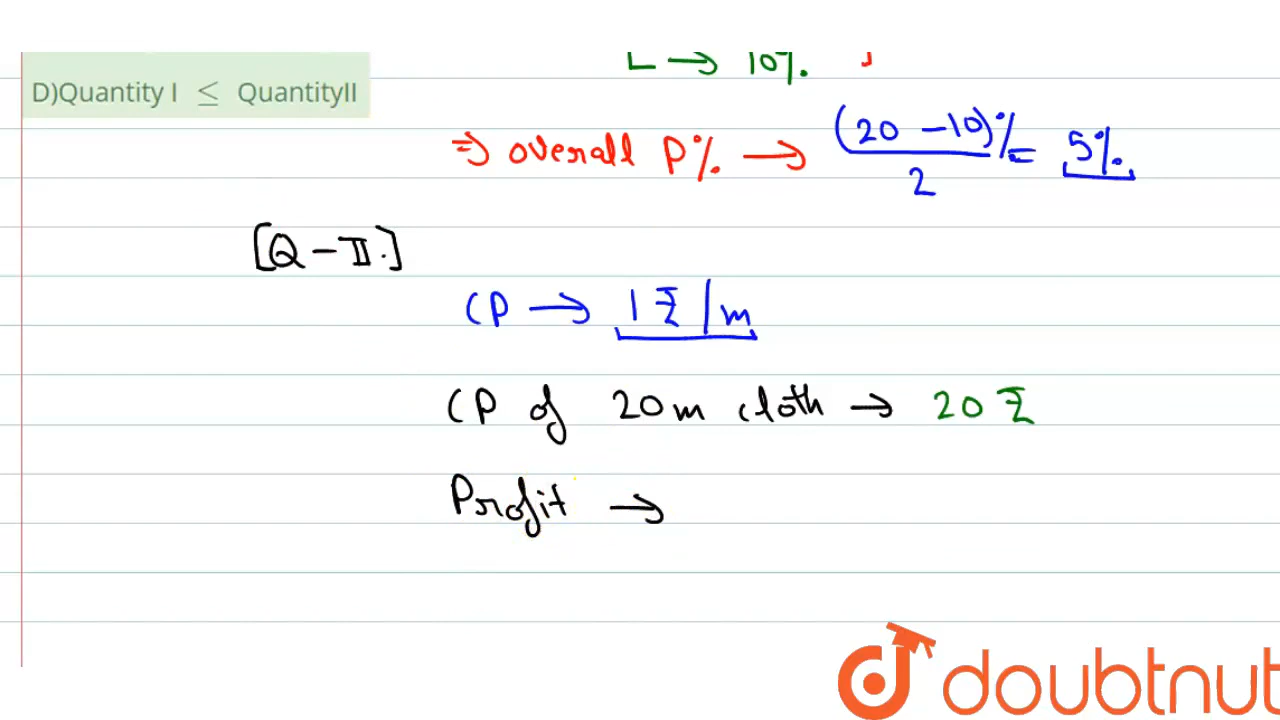 L → 10%.
D)Quantity I ≤ QuantityII
⇒ overall P% → (20 - 10)% / 2 = 5%.
[Q-II.]
CP → 1 ₹/m
CP of 20m cloth → 20 ₹
Profit →
doubtnut